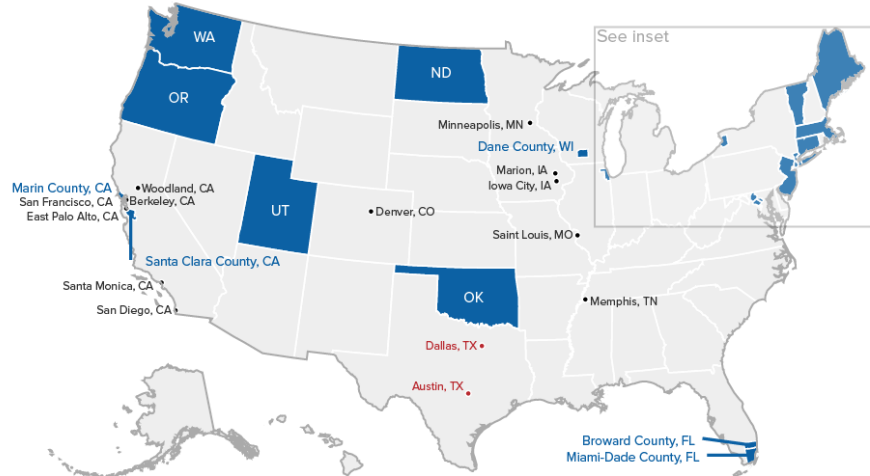 See inset
WA
ND
OR
Minneapolis, MN
Dane County, WI
Marion, IA
Iowa City, IA
Marin County, CA
Woodland, CA
San Francisco, CA
Berkeley, CA
East Palo Alto, CA
UT
Denver, CO
Saint Louis, MO
Santa Clara County, CA
Santa Monica, CA
San Diego, CA
OK
Memphis, TN
Dallas, TX
Austin, TX
Broward County, FL
Miami-Dade County, FL